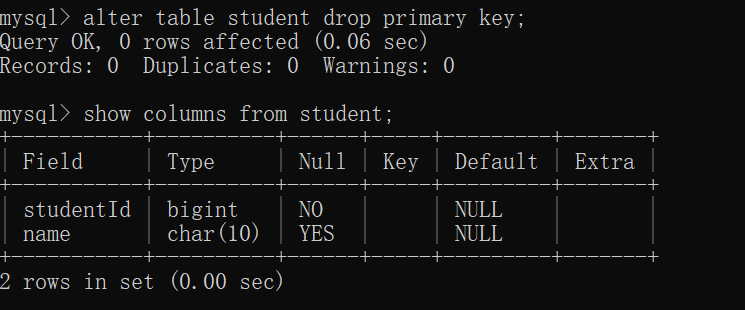 mysql> alter table student drop primary key;
Query OK, 0 rows affected (0.06 sec)
Records: 0  Duplicates: 0  Warnings: 0

mysql> show columns from student;
+-----------+----------+------+-----+---------+-------+
| Field     | Type     | Null | Key | Default | Extra |
+-----------+----------+------+-----+---------+-------+
| studentId | bigint   | NO   |     | NULL    |       |
| name      | char(10) | YES  |     | NULL    |       |
+-----------+----------+------+-----+---------+-------+
2 rows in set (0.00 sec)